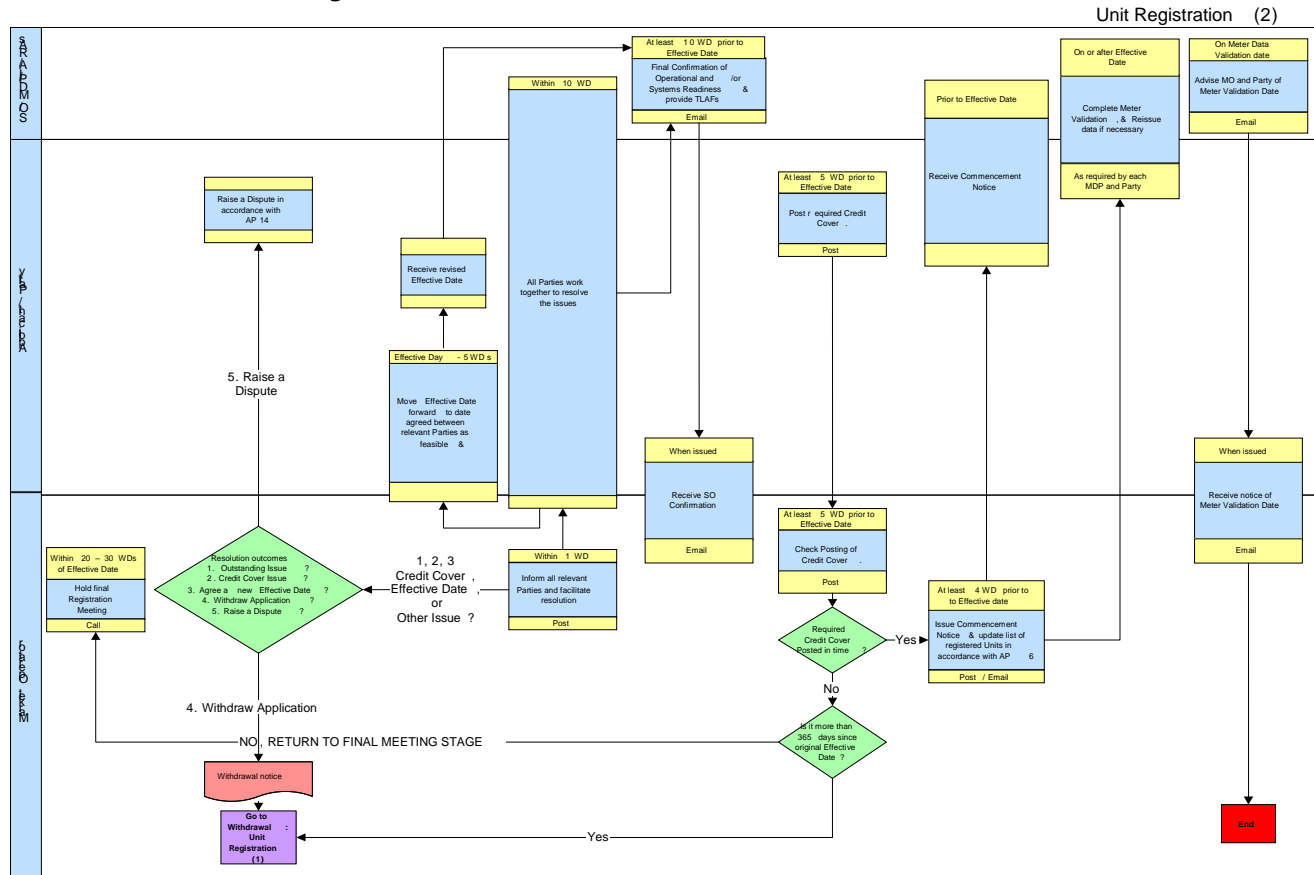 Unit Registration (2)
At least 10 WD prior to
Effective Date
Final Confirmation of
Operational and /or
Systems Readiness &
provide TLAFs
Email
Within 10 WD
All Parties work
together to resolve
the issues
Prior to Effective Date
Receive Commencement
Notice
On or after Effective
Date
Complete Meter
Validation , & Reissue
data if necessary
As required by each
MDP and Party
On Meter Data
Validation date
Advise MO and Party of
Meter Validation Date
Email
Raise a Dispute in
accordance with
AP 14
Receive revised
Effective Date
At least 5 WD prior to
Effective Date
Post r equired Credit
Cover .
Post
5. Raise a
Dispute
Effective Day - 5 WD s
Move Effective Date
forward to date
agreed between
relevant Parties as
feasible &
When issued
Receive SO
Confirmation
Email
When issued
Receive notice of
Meter Validation Date
Email
Within 20 – 30 WDs
of Effective Date
Hold final
Registration
Meeting
Call
Resolution outcomes
1. Outstanding Issue ?
2 . Credit Cover Issue ?
3. Agree a new Effective Date ?
4. Withdraw Application ?
5. Raise a Dispute ?
1, 2, 3
Credit Cover ,
Effective Date ,
or
Other Issue ?
Within 1 WD
Inform all relevant
Parties and facilitate
resolution
Post
At least 5 WD prior to
Effective Date
Check Posting of
Credit Cover .
Post
Required
Credit Cover
Posted in time ?
Yes
At least 4 WD prior to
to Effective date
Issue Commencement
Notice & update list of
registered Units in
accordance with AP 6
Post / Email
No
4. Withdraw Application
NO, RETURN TO FINAL MEETING STAGE
Is it more than
365 days since
original Effective
Date ?
Withdrawal notice
Go to
Withdrawal :
Unit
Registration
(1)
Yes
End